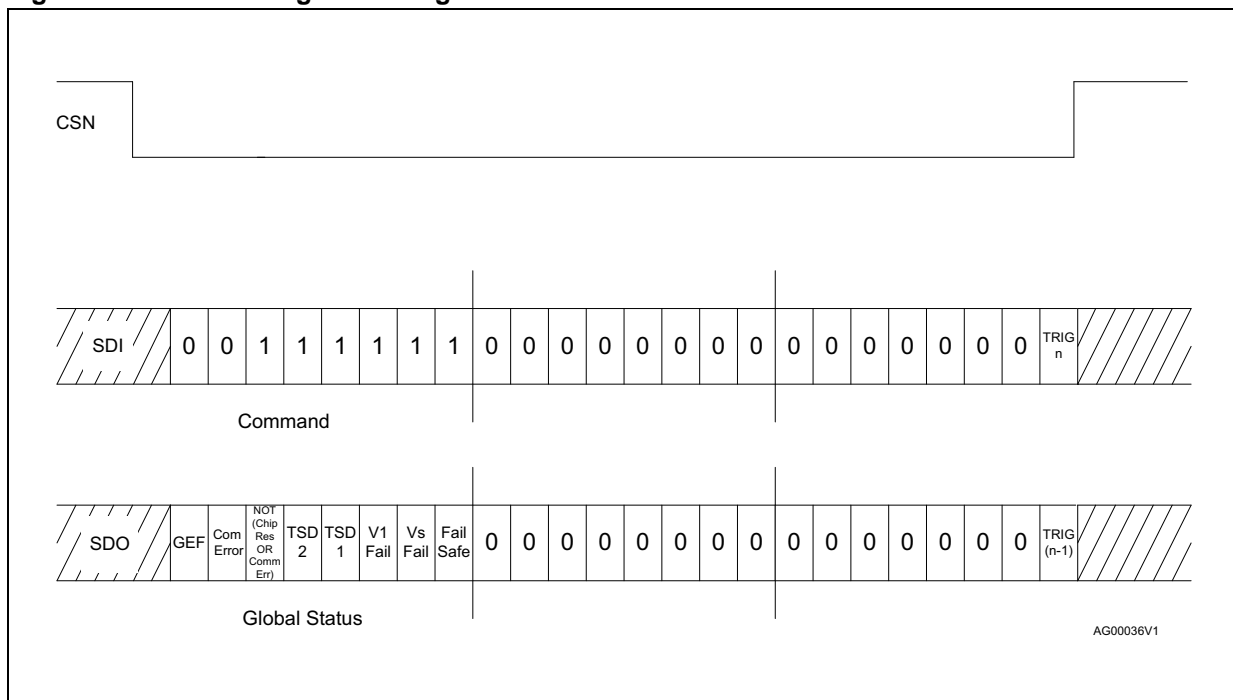 CSN
SDI 0 0 1 1 1 1 1 1 0 0 0 0 0 0 0 0 0 0 0 0 0 0 0 TRIG n
Command
SDO GEF Com Error NOT (Chip Res OR Comm Err) TSD 2 TSD 1 V1 Fail Vs Fail Fail Safe 0 0 0 0 0 0 0 0 0 0 0 0 0 0 0 TRIG (n-1)
Global Status
AG00036V1